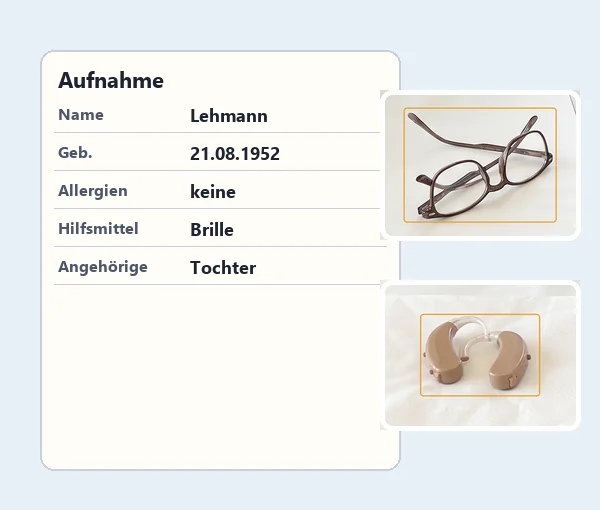 Aufnahme
Name Lehmann
Geb. 21.08.1952
Allergien keine
Hilfsmittel Brille
Angehörige Tochter